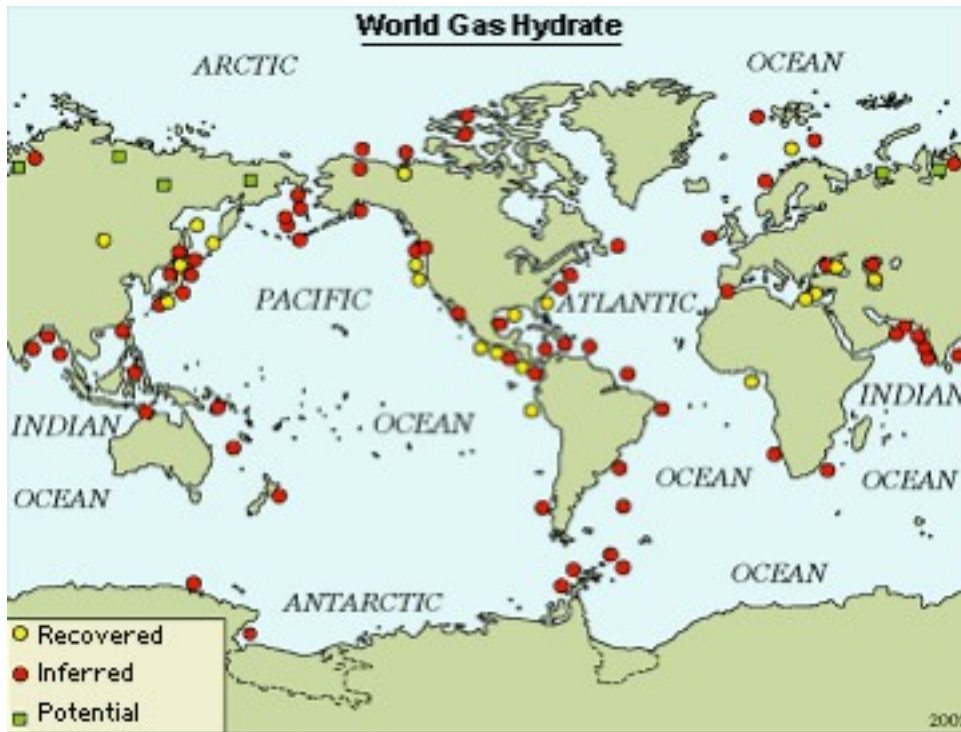 World Gas Hydrate
ARCTIC
OCEAN
PACIFIC
ATLANTIC
INDIAN
OCEAN
INDIAN
OCEAN
OCEAN
OCEAN
OCEAN
ANTARCTIC
Recovered
Inferred
Potential